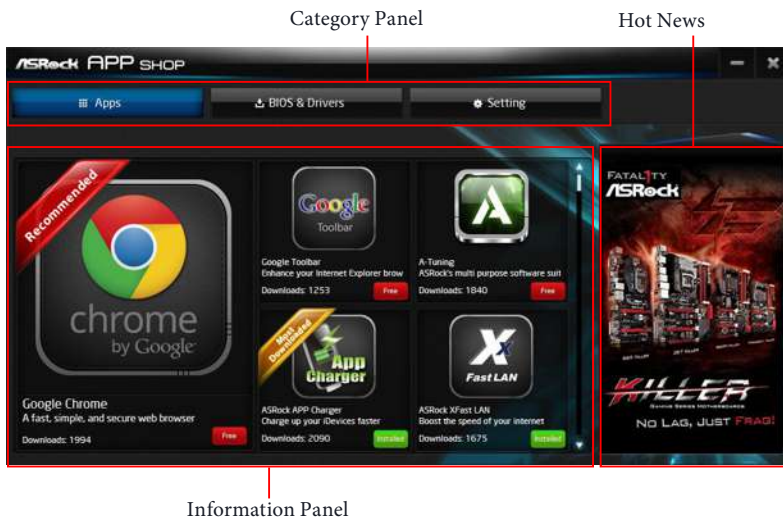 Category Panel
Hot News
ASRock APP SHOP
Apps
BIOS & Drivers
Setting
Recommended
chrome
by Google
Google Chrome
A fast, simple, and secure web browser
Downloads: 1994
Free
Google
Toolbar
Google Toolbar
Enhance your Internet Explorer brow
Downloads: 1253
Free
A-Tuning
ASRock's multi purpose software suit
Downloads: 1840
Free
Most
Downloaded
App
Charger
ASRock APP Charger
Charge up your iDevices faster
Downloads: 2090
Installed
X
Fast LAN
ASRock XFast LAN
Boost the speed of your internet
Downloads: 1675
Installed
FATAL1TY
ASRock
KILLER
GAMING SERIES MOTHERBOARDS
NO LAG, JUST FRAG!
Information Panel